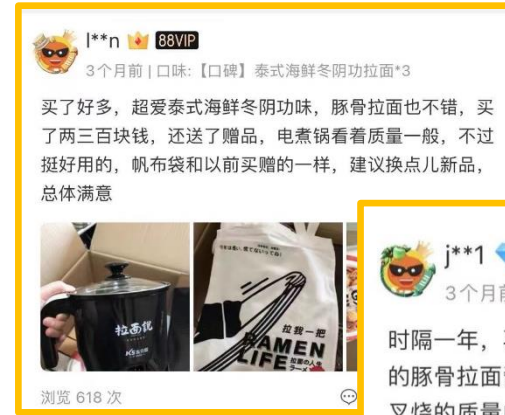 l**n 88VIP
3个月前 | 口味:【口碑】泰式海鲜冬阴功拉面*3
买了好多，超爱泰式海鲜冬阴功味，豚骨拉面也不错，买
了两三百块钱，还送了赠品，电煮锅看着质量一般，不过
挺好用的，帆布袋和以前买赠的一样，建议换点儿新品，
总体满意
拉面说
拉我一把
RAMEN
LIFE
浏览 618 次
j**1
3个月前
时隔一年，
的豚骨拉面